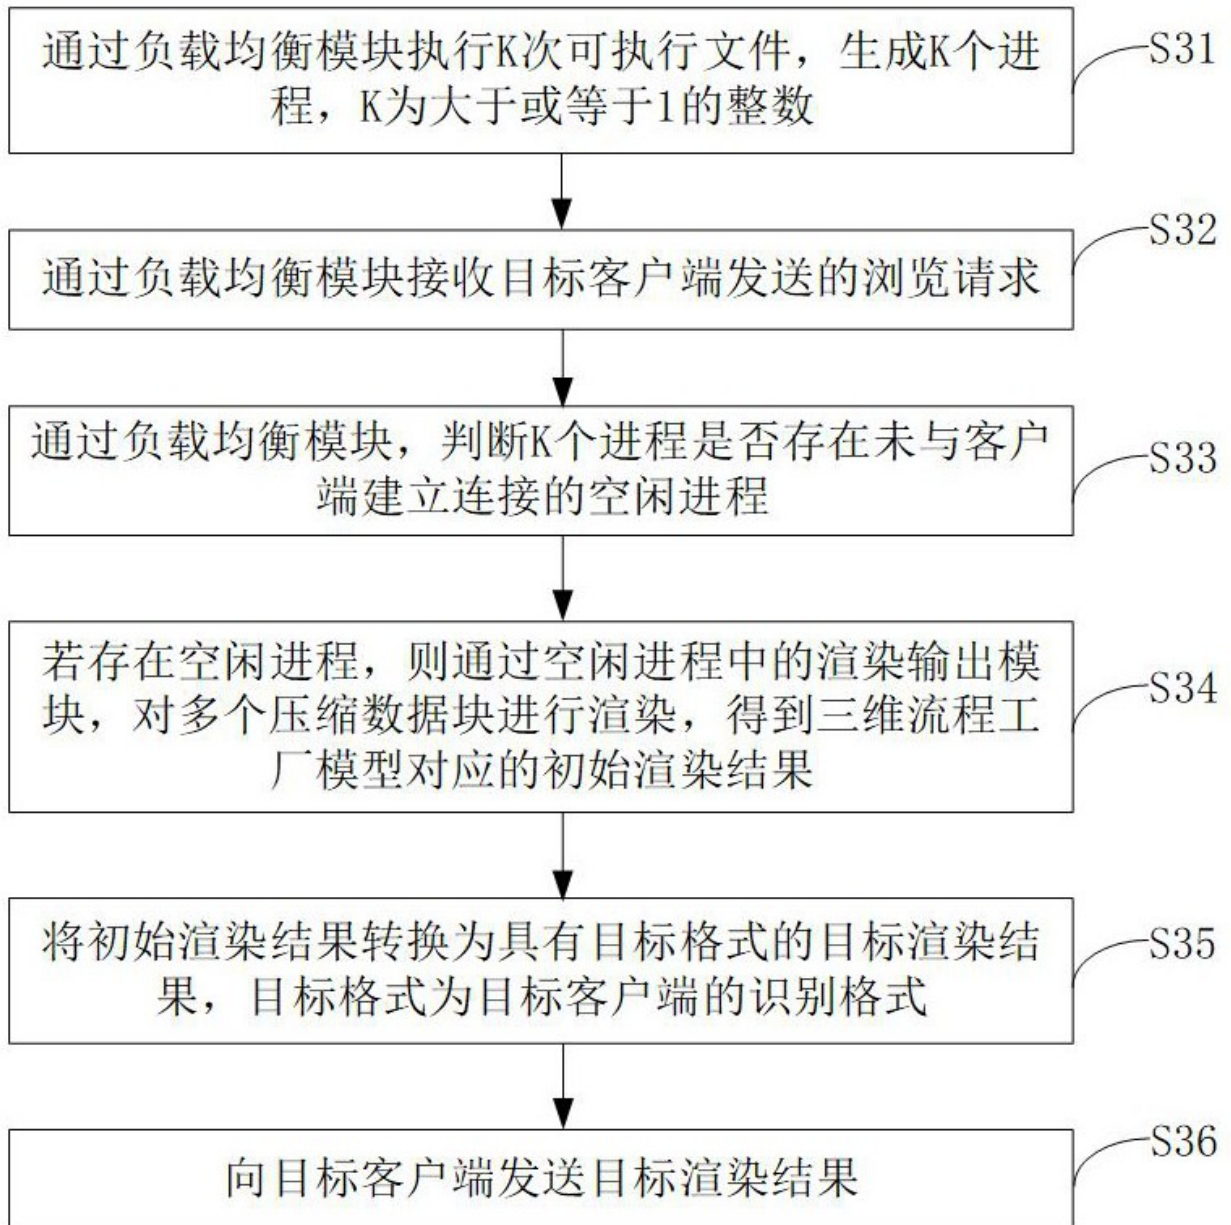 通过负载均衡模块执行K次可执行文件，生成K个进
程，K为大于或等于1的整数
S31
通过负载均衡模块接收目标客户端发送的浏览请求
S32
通过负载均衡模块，判断K个进程是否存在未与客户
端建立连接的空闲进程
S33
若存在空闲进程，则通过空闲进程中的渲染输出模
块，对多个压缩数据块进行渲染，得到三维流程工
厂模型对应的初始渲染结果
S34
将初始渲染结果转换为具有目标格式的目标渲染结
果，目标格式为目标客户端的识别格式
S35
向目标客户端发送目标渲染结果
S36